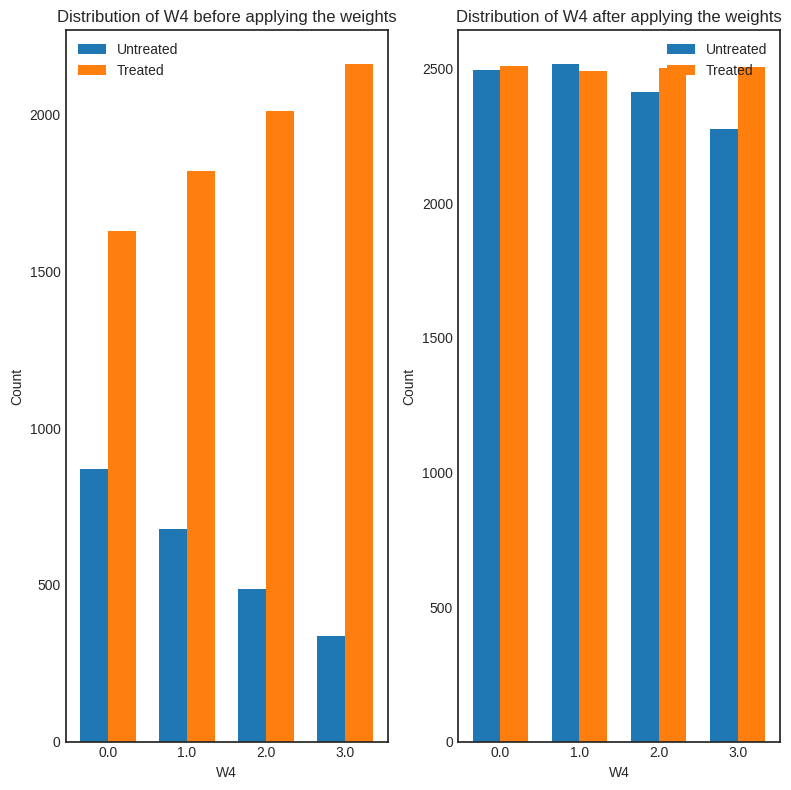 Distribution of W4 before applying the weights
Untreated
Treated
2000
1500
1000
500
0
Count
0.0 1.0 2.0 3.0
W4
Distribution of W4 after applying the weights
Untreated
Treated
2500
2000
1500
1000
500
0
Count
0.0 1.0 2.0 3.0
W4